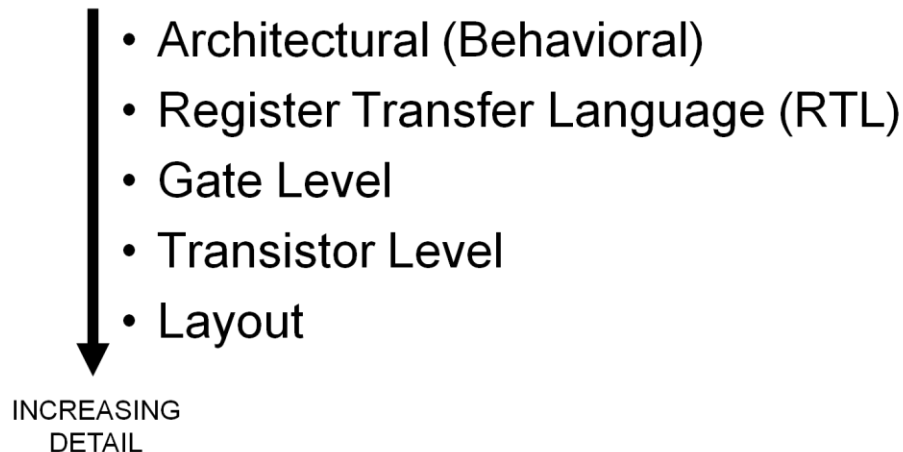 • Architectural (Behavioral)
• Register Transfer Language (RTL)
• Gate Level
• Transistor Level
• Layout
INCREASING
DETAIL